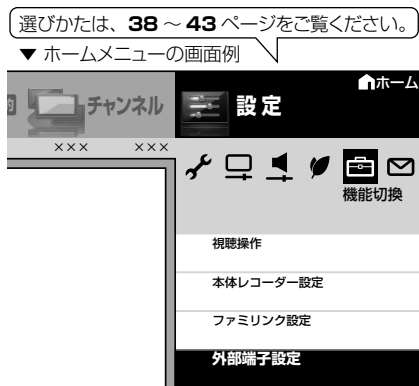 選びかたは、38 ～ 43 ページをご覧ください。
▼ ホームメニューの画面例
ホーム
チャンネル
設定
××× ×××
機能切換
視聴操作
本体レコーダー設定
ファミリンク設定
外部端子設定